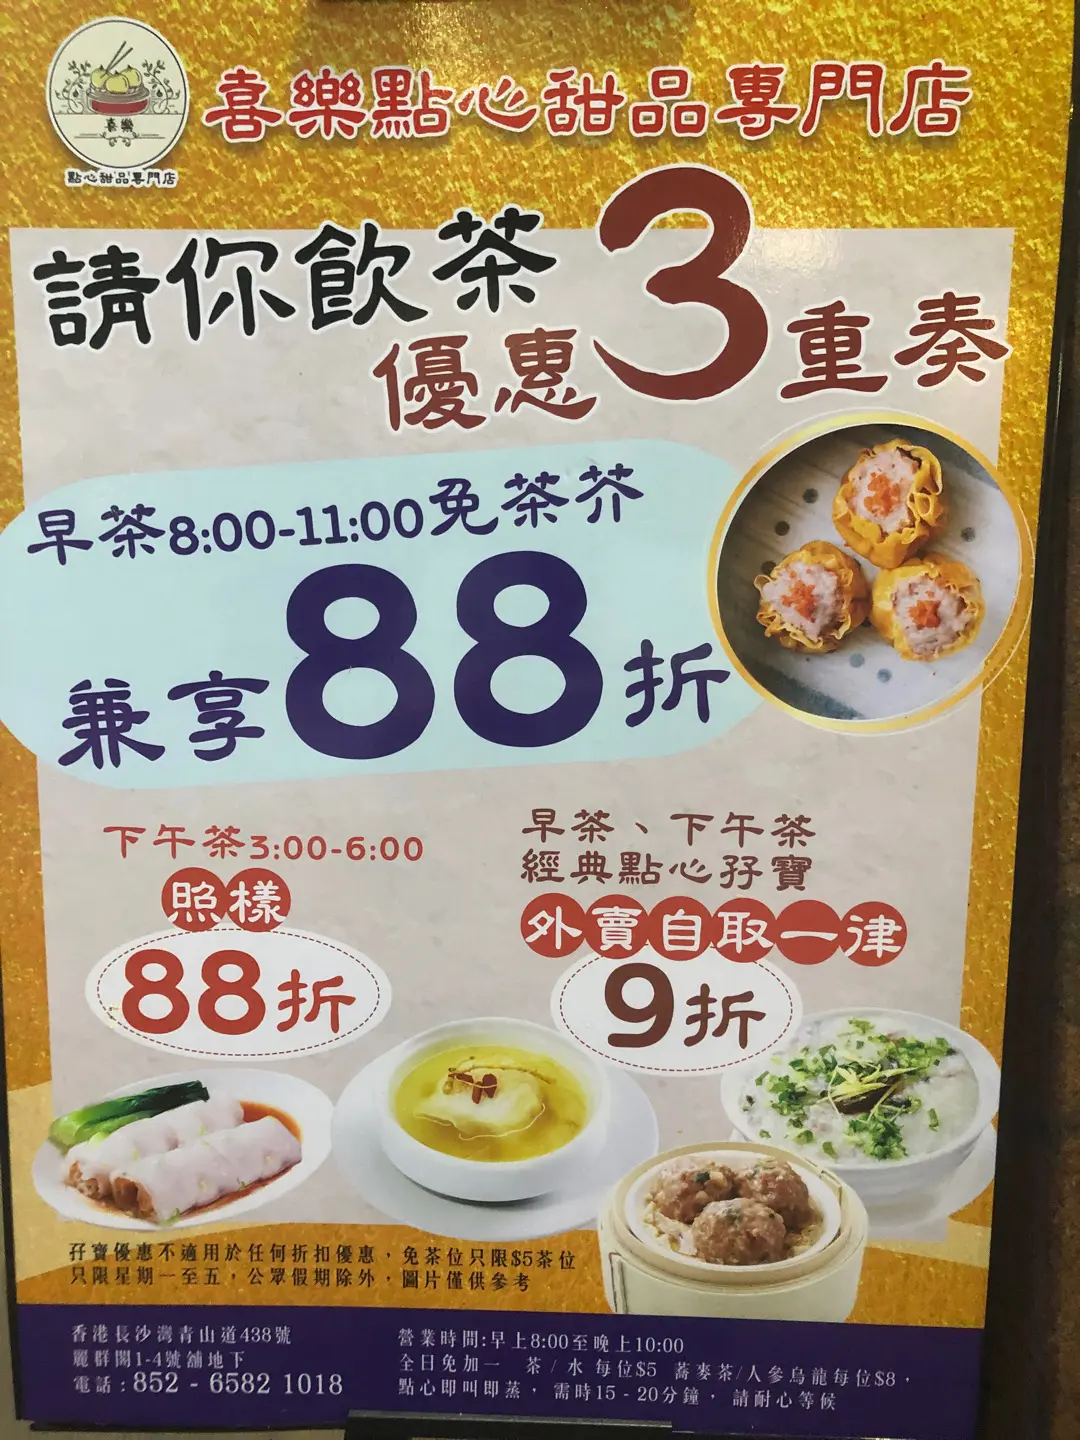 喜樂點心甜品專門店
喜樂
點心甜品專門店
請你飲茶
優惠3重奏
早茶8:00-11:00免茶芥
兼享88折
下午茶3:00-6:00
照樣
88折
早茶、下午茶
經典點心孖寶
外賣自取一律
9折
孖寶優惠不適用於任何折扣優惠，免茶位只限$5茶位
只限星期一至五，公眾假期除外，圖片僅供參考
香港長沙灣青山道438號
麗群閣1-4號舖地下
電話：852 - 6582 1018
營業時間:早上8:00至晚上10:00
全日免加一 茶/水 每位$5 蕎麥茶/人參烏龍每位$8，
點心即叫即蒸， 需時15 - 20分鐘， 請耐心等候